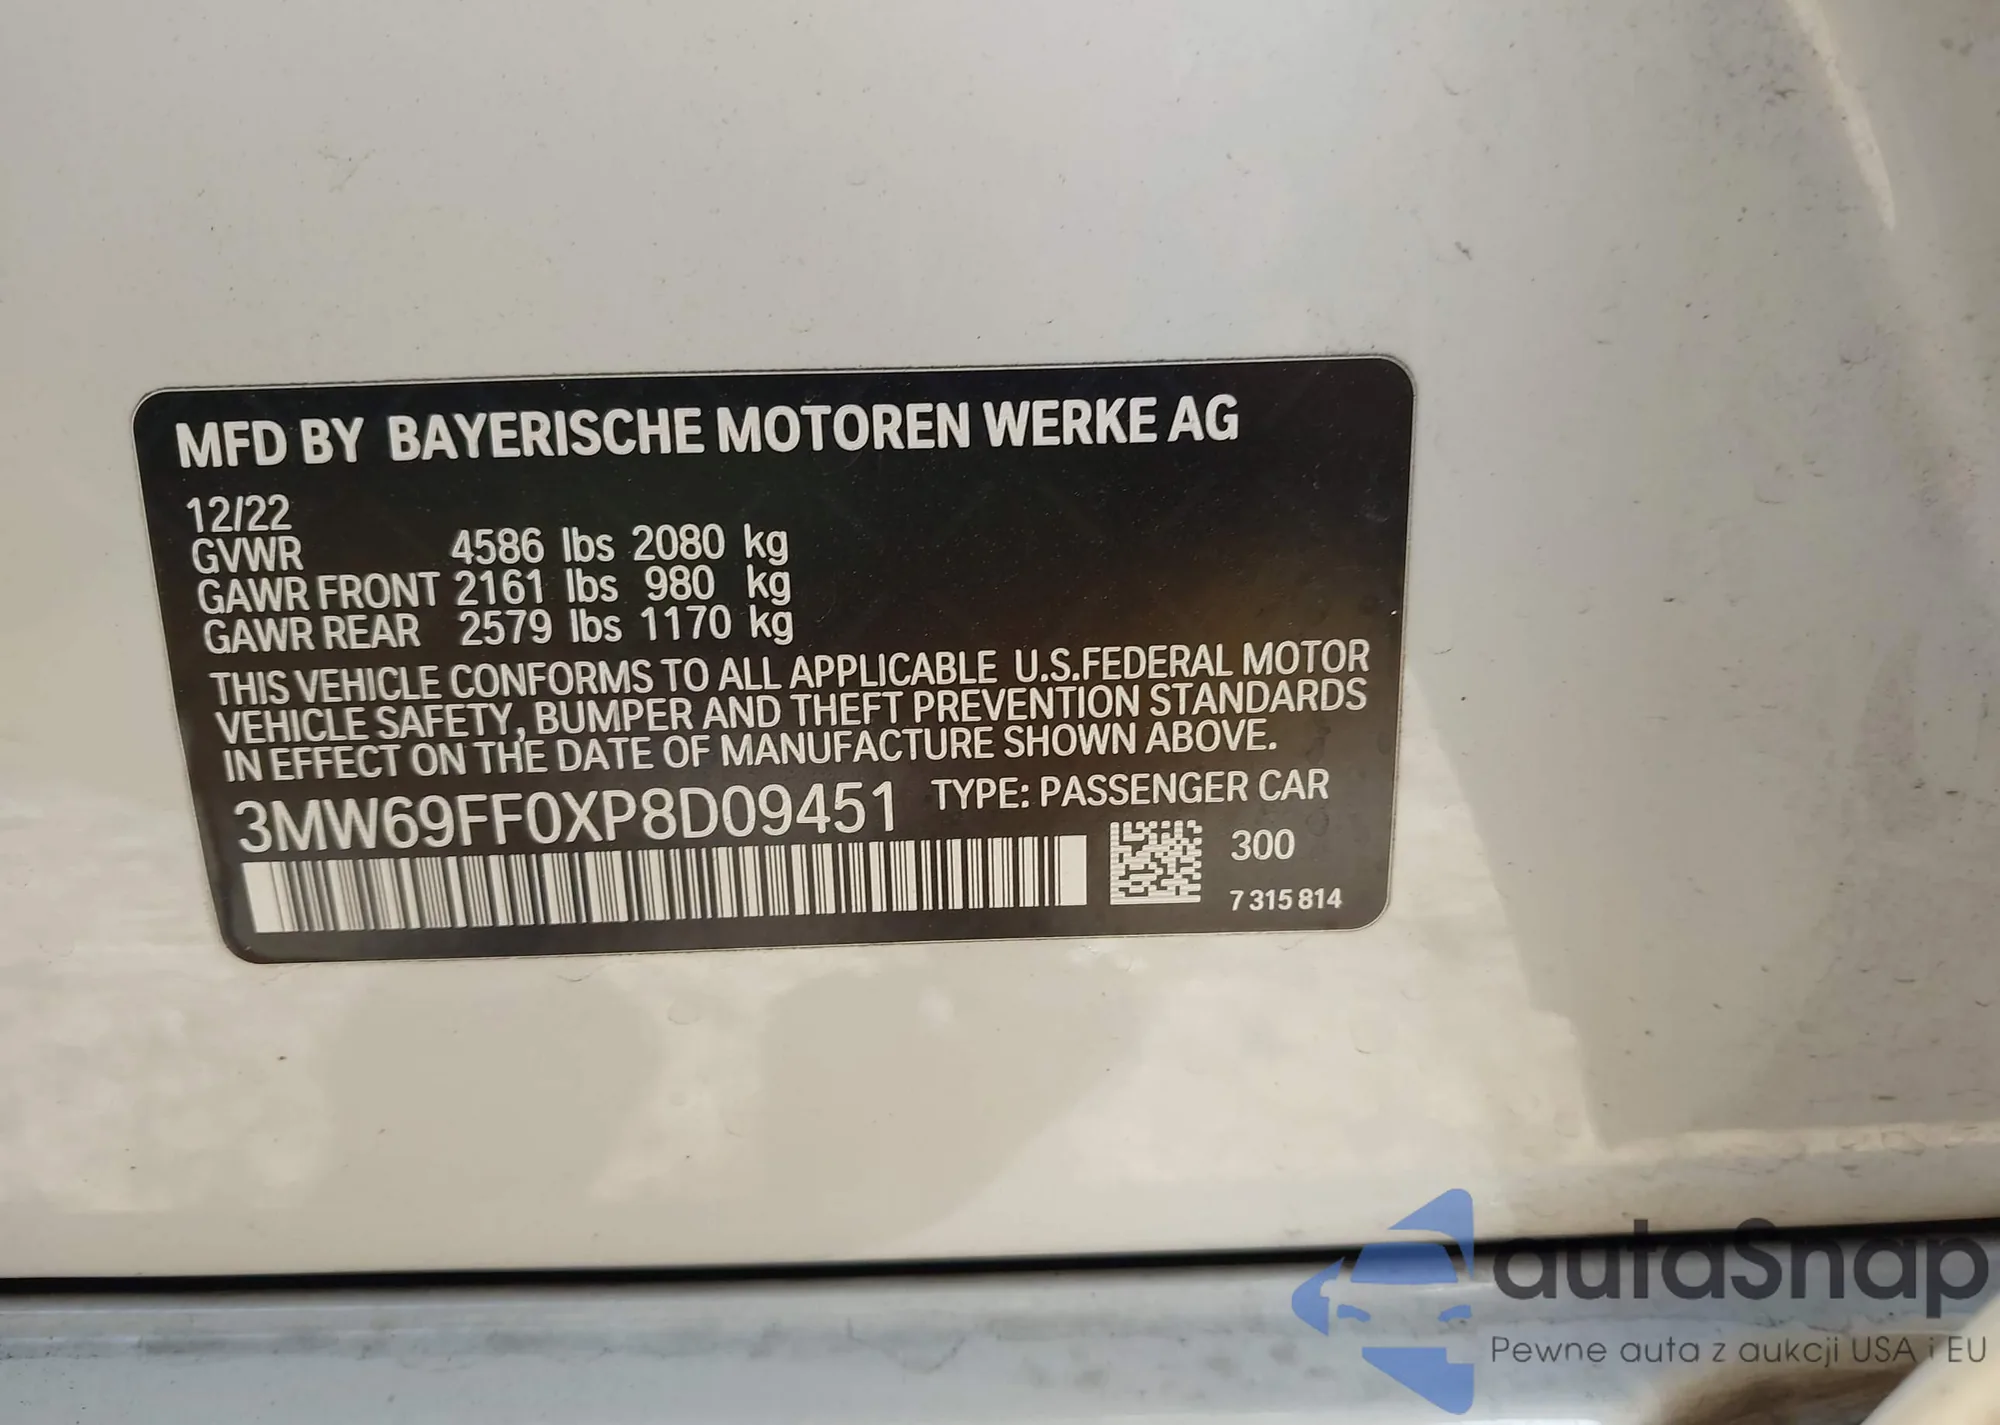 MFD BY BAYERISCHE MOTOREN WERKE AG
12/22
GVWR 4586 lbs 2080 kg
GAWR FRONT 2161 lbs 980 kg
GAWR REAR 2579 lbs 1170 kg
THIS VEHICLE CONFORMS TO ALL APPLICABLE U.S.FEDERAL MOTOR
VEHICLE SAFETY, BUMPER AND THEFT PREVENTION STANDARDS
IN EFFECT ON THE DATE OF MANUFACTURE SHOWN ABOVE.
3MW69FF0XP8D09451 TYPE: PASSENGER CAR
300
7 315 814
autaSnap
Pewne auta z aukcji USA i EU